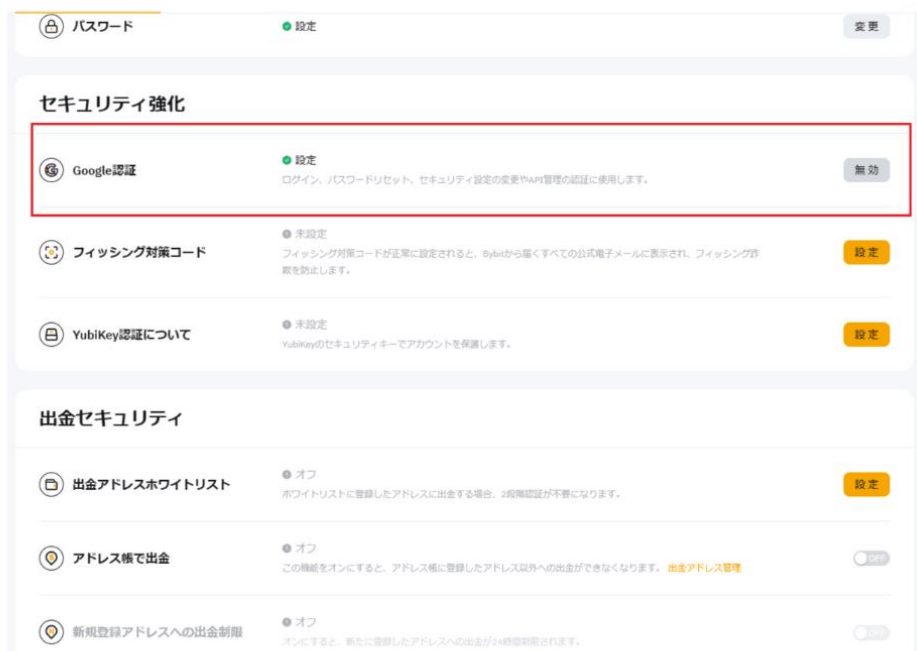 パスワード
設定
変更
セキュリティ強化
Google認証
設定
ログイン、パスワードリセット、セキュリティ設定の変更やAPI管理の認証に使用します。
無効
フィッシング対策コード
未設定
フィッシング対策コードが正常に設定されると、Bybitから届くすべての公式電子メールに表示され、フィッシング詐
欺を防止します。
設定
YubiKey認証について
未設定
YubiKeyのセキュリティキーでアカウントを保護します。
設定
出金セキュリティ
出金アドレスホワイトリスト
オフ
ホワイトリストに登録したアドレスに出金する場合、2段階認証が不要になります。
設定
アドレス帳で出金
オフ
この機能をオンにすると、アドレス帳に登録したアドレス以外への出金ができなくなります。 出金アドレス管理
OFF
新規登録アドレスへの出金制限
オフ
オンにすると、新たに登録したアドレスへの出金が24時間制限されます。
OFF